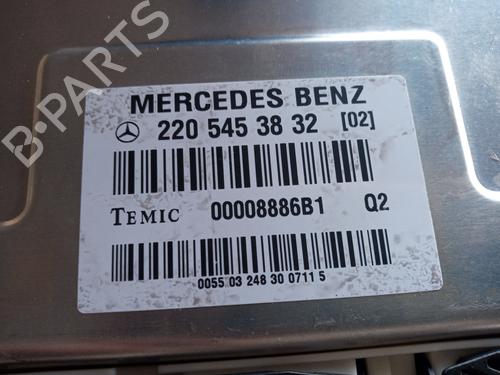 MERCEDES BENZ
220 545 38 32 [02]
TEMIC 00008886B1 Q2
0055 03 248 30 0711 5
B-PARTS